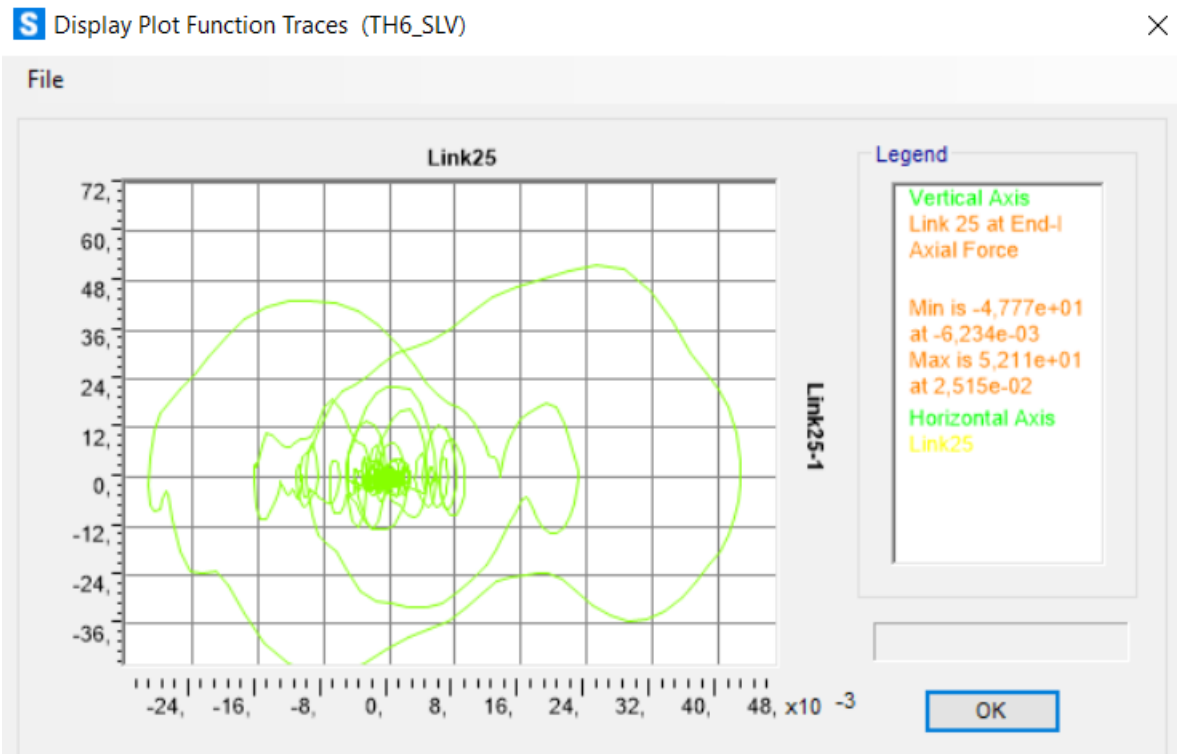 S Display Plot Function Traces (TH6_SLV)
File
Link25
Legend
72,
60,
48,
36,
24,
12,
0,
-12,
-24,
-36,
Link25-1
-24, -16, -8, 0, 8, 16, 24, 32, 40, 48, x10 -3
Vertical Axis
Link 25 at End-I
Axial Force
Min is -4,777e+01
at -6,234e-03
Max is 5,211e+01
at 2,515e-02
Horizontal Axis
Link25
OK